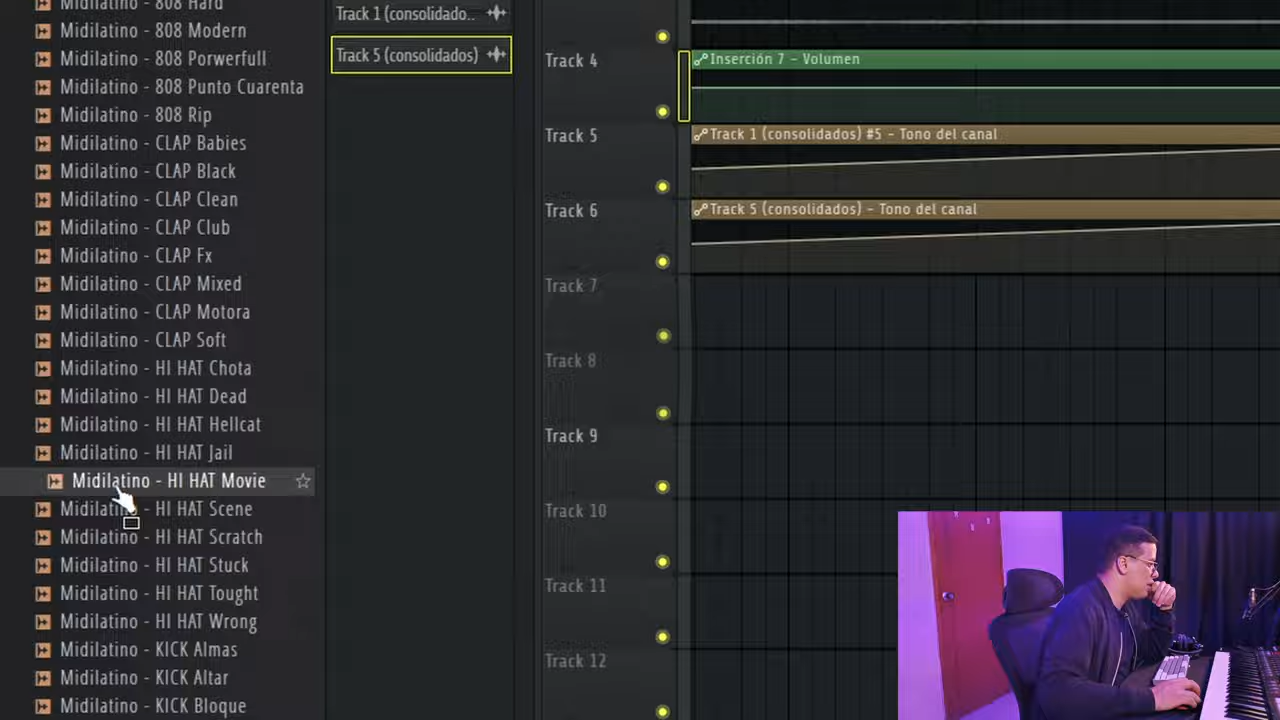 Midilatino - 808 Hard
Midilatino - 808 Modern
Midilatino - 808 Porwerfull
Midilatino - 808 Punto Cuarenta
Midilatino - 808 Rip
Midilatino - CLAP Babies
Midilatino - CLAP Black
Midilatino - CLAP Clean
Midilatino - CLAP Club
Midilatino - CLAP Fx
Midilatino - CLAP Mixed
Midilatino - CLAP Motora
Midilatino - CLAP Soft
Midilatino - HI HAT Chota
Midilatino - HI HAT Dead
Midilatino - HI HAT Hellcat
Midilatino - HI HAT Jail
Midilatino - HI HAT Movie
Midilatino - HI HAT Scene
Midilatino - HI HAT Scratch
Midilatino - HI HAT Stuck
Midilatino - HI HAT Tought
Midilatino - HI HAT Wrong
Midilatino - KICK Almas
Midilatino - KICK Altar
Midilatino - KICK Bloque
Track 1 (consolidado..
Track 5 (consolidados)
Track 4
Track 5
Track 6
Track 7
Track 8
Track 9
Track 10
Track 11
Track 12
Inserción 7 - Volumen
Track 1 (consolidados) #5 - Tono del canal
Track 5 (consolidados) - Tono del canal